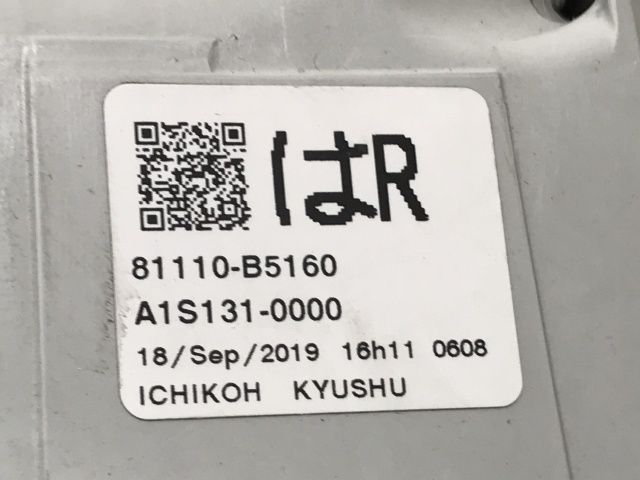 はR
81110-B5160
A1S131-0000
18/Sep/2019 16h11 0608
ICHIKOH KYUSHU